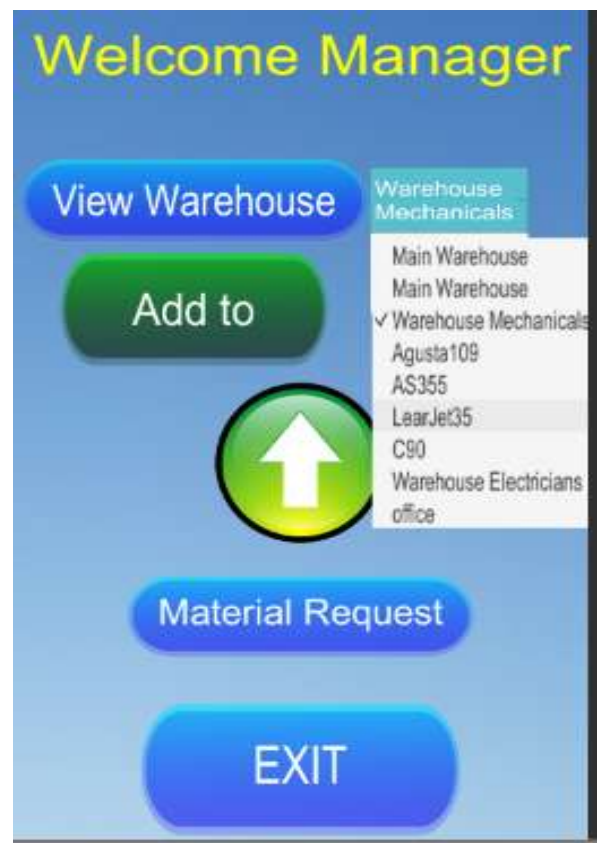 Welcome Manager
View Warehouse
Warehouse
Mechanicals
Main Warehouse
Main Warehouse
✓ Warehouse Mechanicals
Agusta109
AS355
LearJet35
C90
Warehouse Electricians
office
Add to
Material Request
EXIT